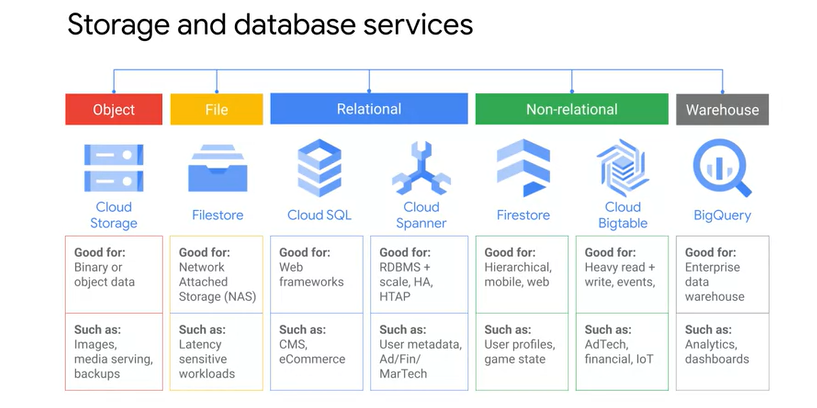 Storage and database services
Object
File
Relational
Non-relational
Warehouse
Cloud
Storage
Filestore
Cloud SQL
Cloud
Spanner
Firestore
Cloud
Bigtable
BigQuery
Good for:
Binary or
object data
Good for:
Network
Attached
Storage (NAS)
Good for:
Web
frameworks
Good for:
RDBMS +
scale, HA,
HTAP
Good for:
Hierarchical,
mobile, web
Good for:
Heavy read +
write, events,
Good for:
Enterprise
data
warehouse
Such as:
Images,
media serving,
backups
Such as:
Latency
sensitive
workloads
Such as:
CMS,
eCommerce
Such as:
User metadata,
Ad/Fin/
MarTech
Such as:
User profiles,
game state
Such as:
AdTech,
financial, IoT
Such as:
Analytics,
dashboards